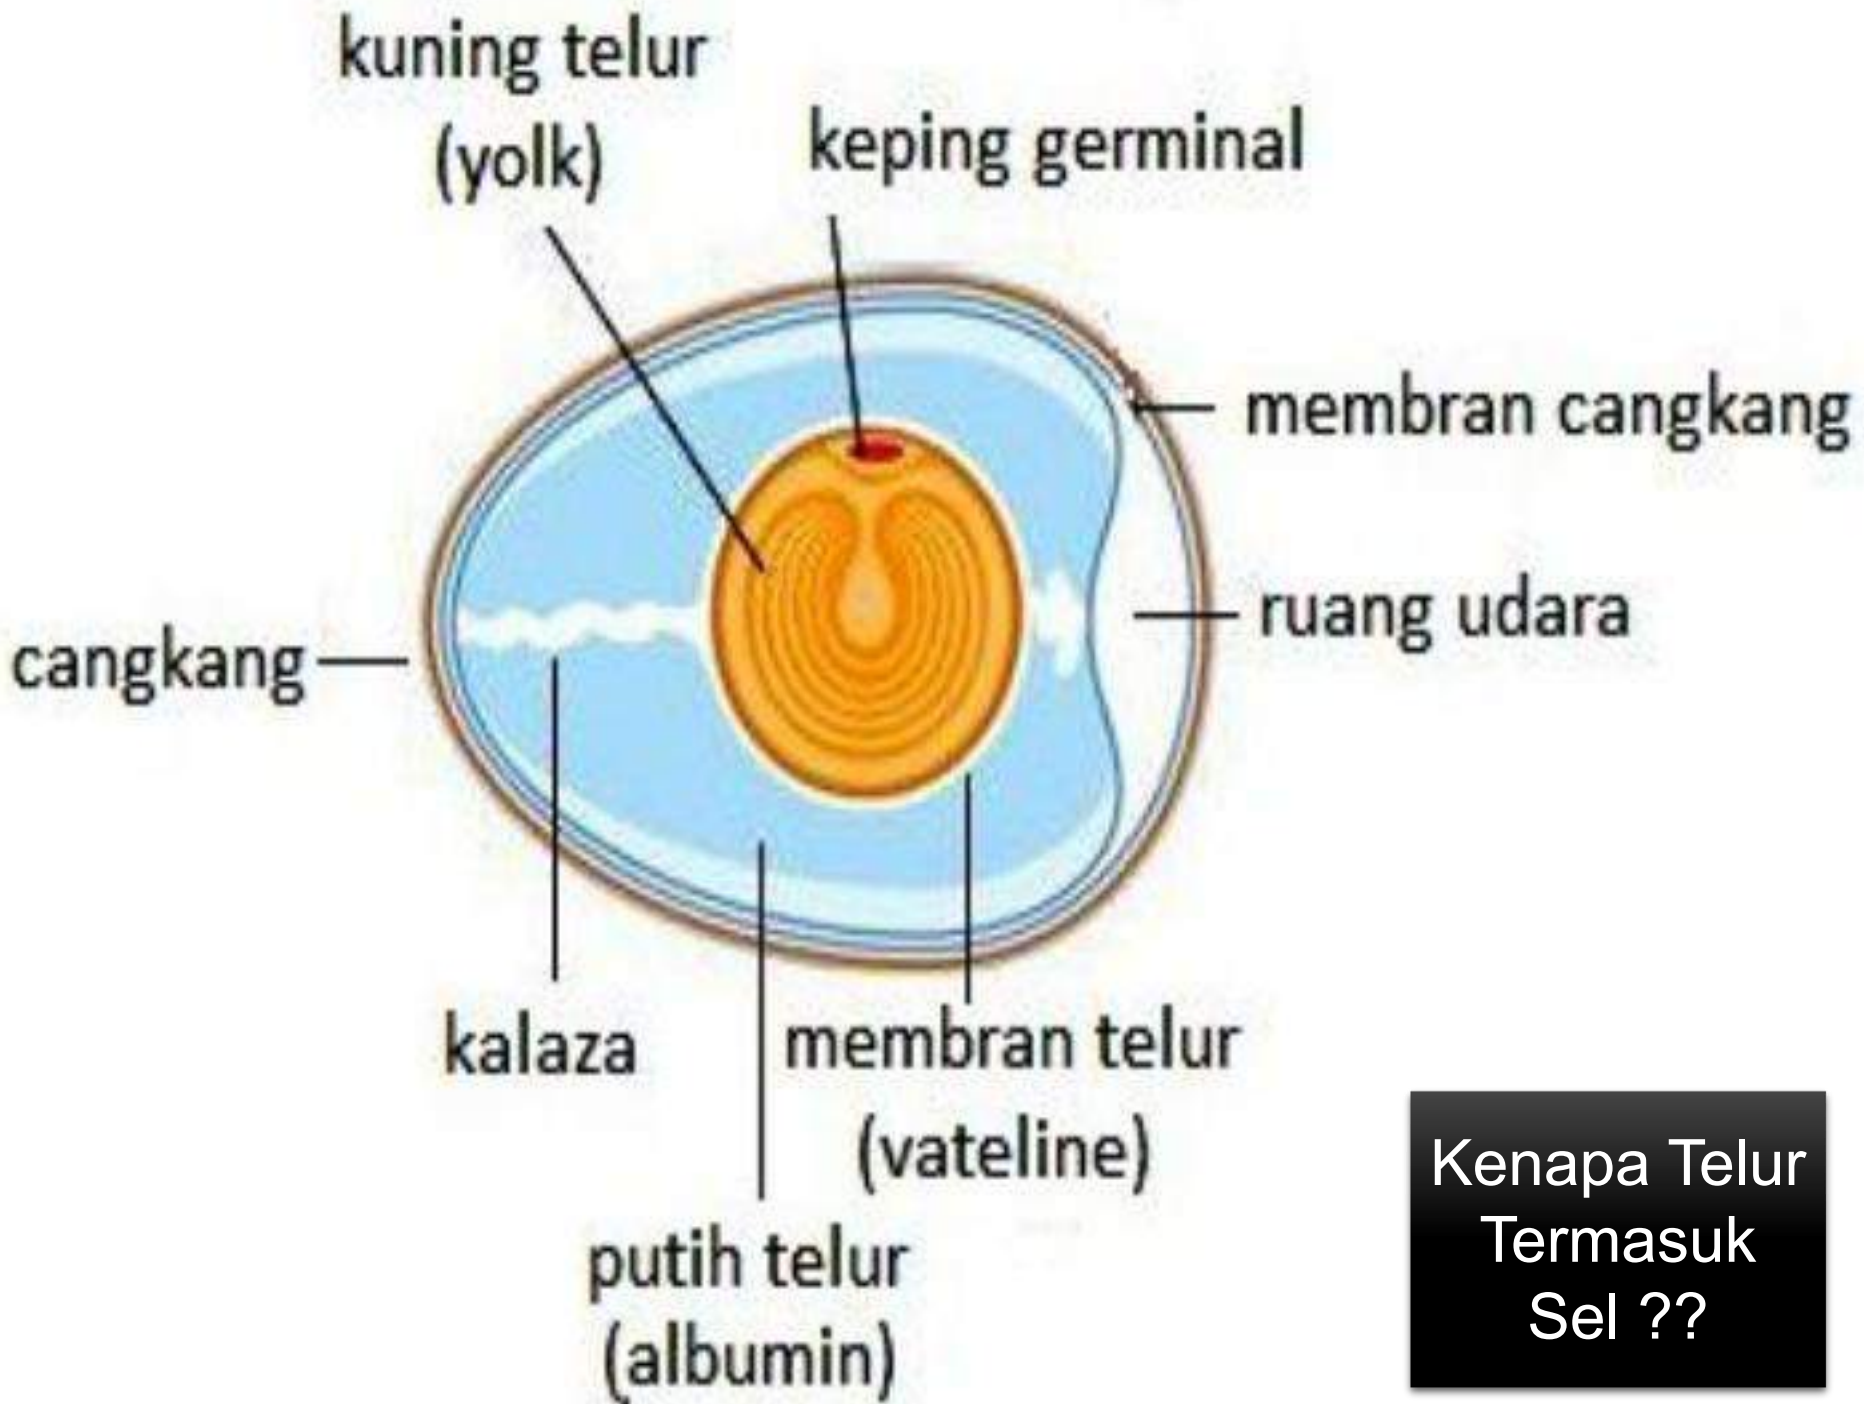 kuning telur
(yolk)
keping germinal
membran cangkang
ruang udara
cangkang
kalaza
membran telur
(vateline)
putih telur
(albumin)
Kenapa Telur
Termasuk
Sel ??